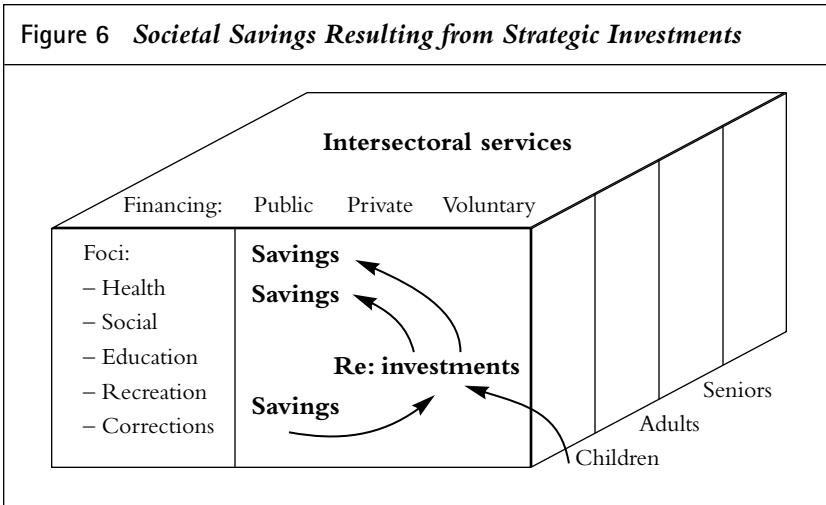 Figure 6 Societal Savings Resulting from Strategic Investments
Intersectoral services
Financing: Public Private Voluntary
Foci:
– Health
– Social
– Education
– Recreation
– Corrections
Savings
Savings
Re: investments
Savings
Seniors
Adults
Children